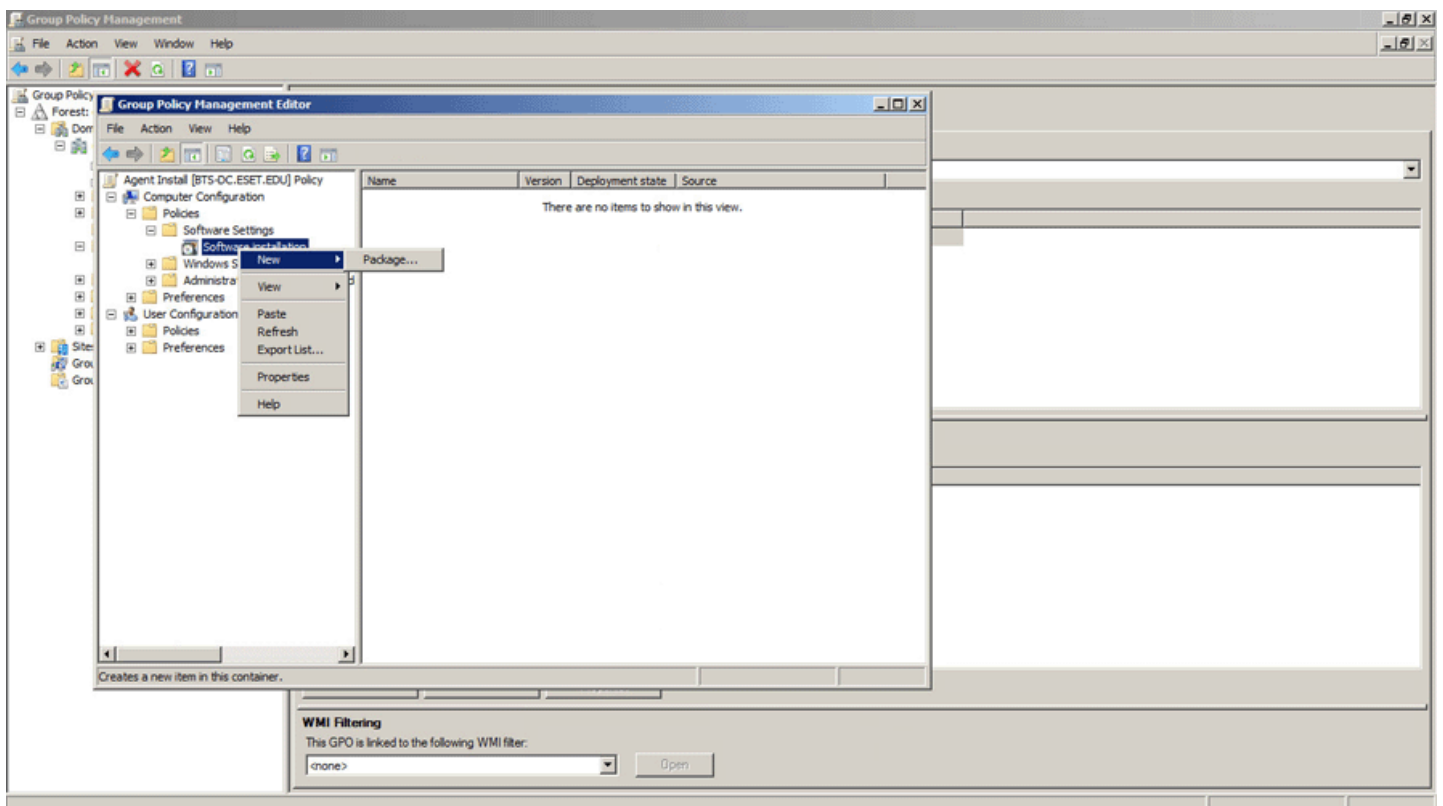 Group Policy Management
File Action View Window Help
Group Policy
Forest:
Dom
Sites
Grou
Grou
Group Policy Management Editor
File Action View Help
Agent Install [BTS-DC.ESET.EDU] Policy
Computer Configuration
Policies
Software Settings
Software installation
Windows S
Administra
Preferences
User Configuration
Policies
Preferences
New
View
Paste
Refresh
Export List...
Properties
Help
Package...
Name Version Deployment state Source
There are no items to show in this view.
Creates a new item in this container.
WMI Filtering
This GPO is linked to the following WMI filter:
<none> Open